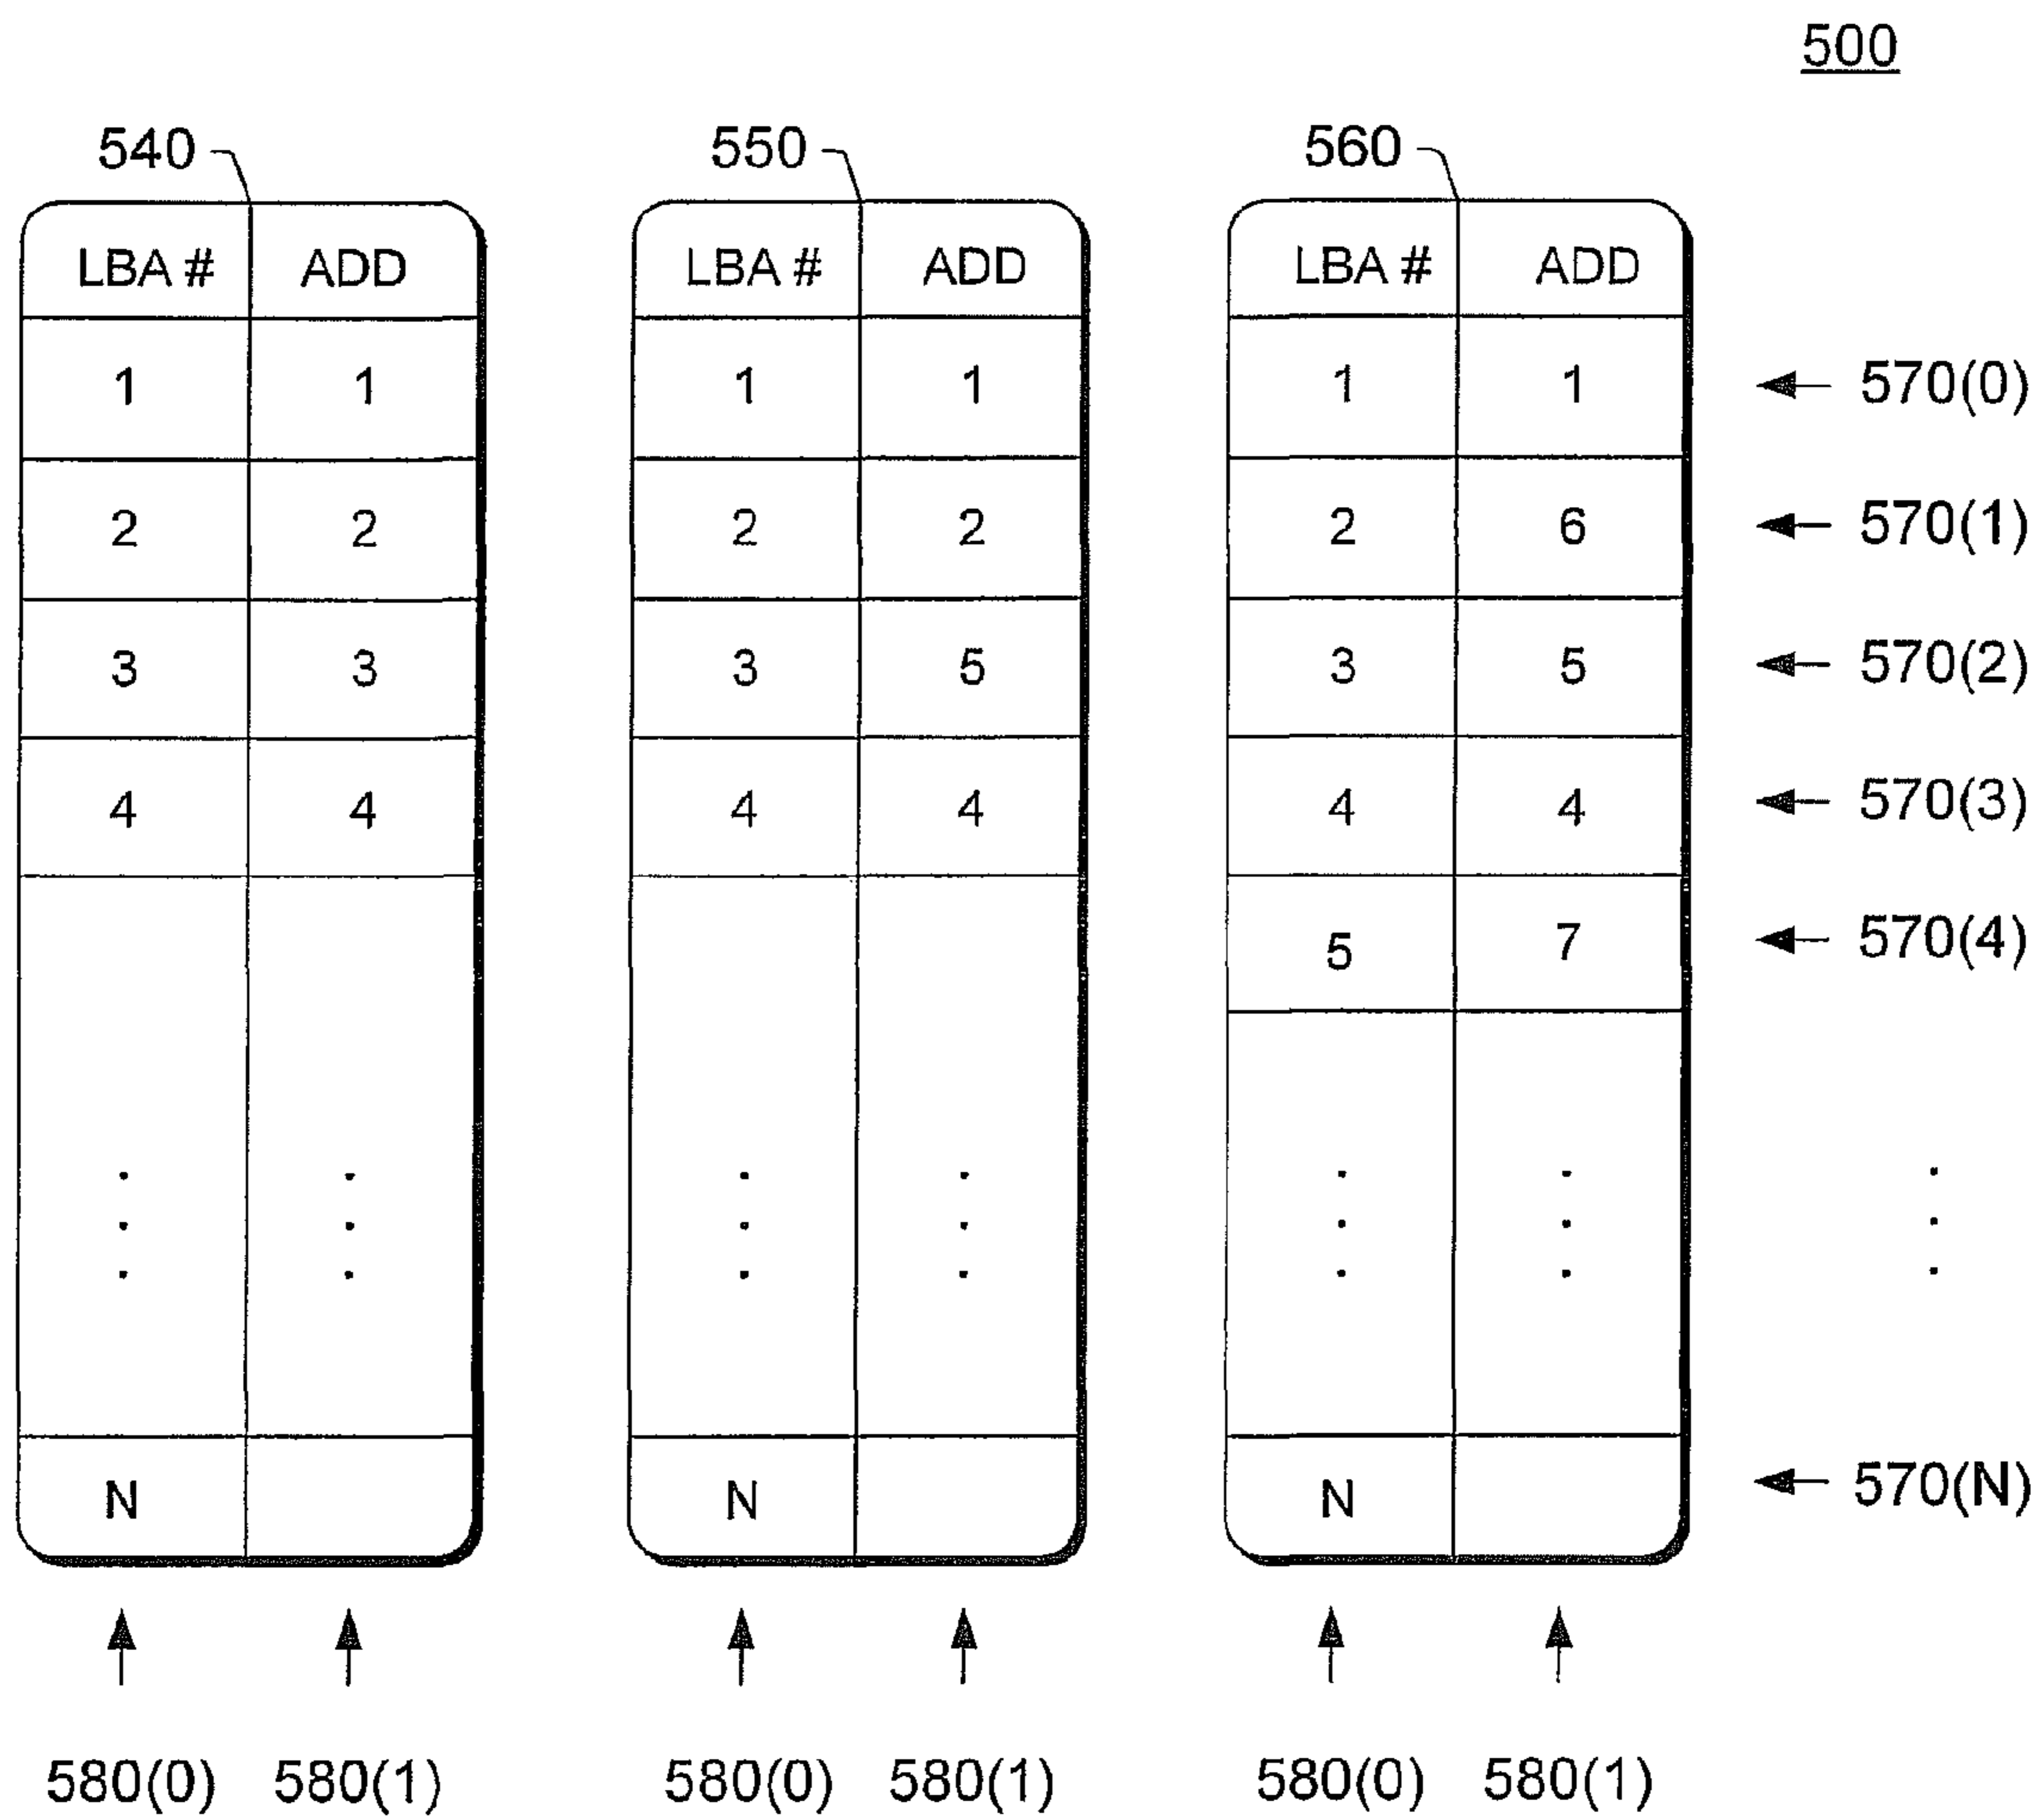 500
540 550 560
LBA # ADD LBA # ADD LBA # ADD
1 1 1 1 1 1 570(0)
2 2 2 2 2 6 570(1)
3 3 3 5 3 5 570(2)
4 4 4 4 4 4 570(3)
5 7 570(4)
N N N 570(N)
580(0) 580(1) 580(0) 580(1) 580(0) 580(1)